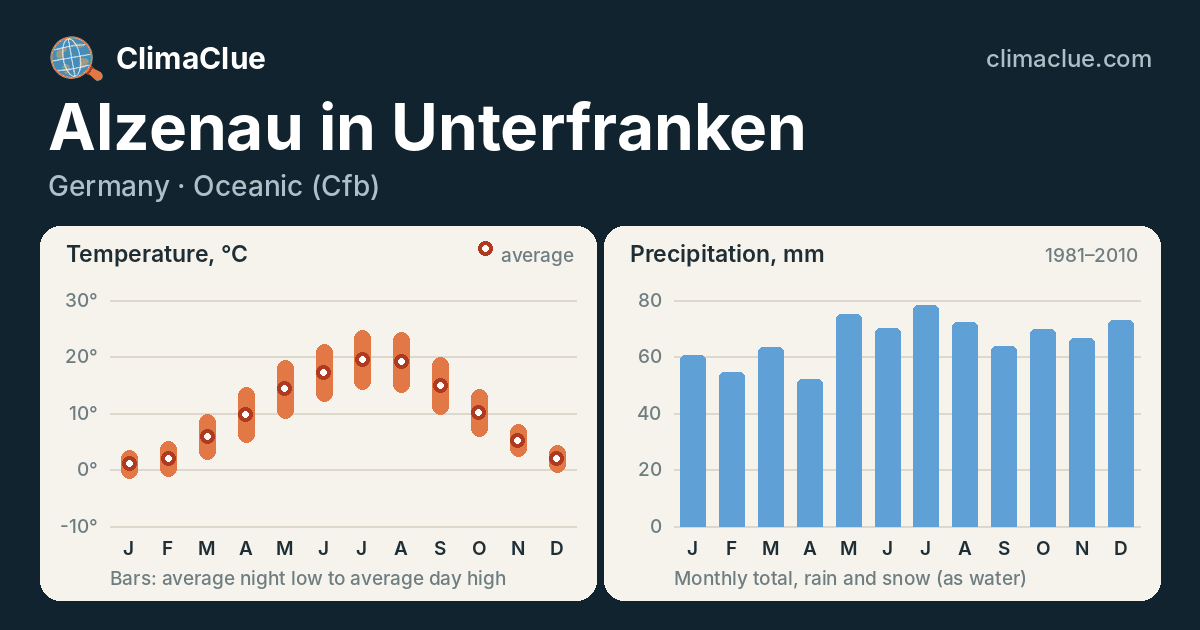 ClimaClue
climaclue.com
Alzenau in Unterfranken
Germany · Oceanic (Cfb)
Temperature, °C
average
30°
20°
10°
0°
-10°
J F M A M J J A S O N D
Bars: average night low to average day high
Precipitation, mm
1981–2010
80
60
40
20
0
J F M A M J J A S O N D
Monthly total, rain and snow (as water)